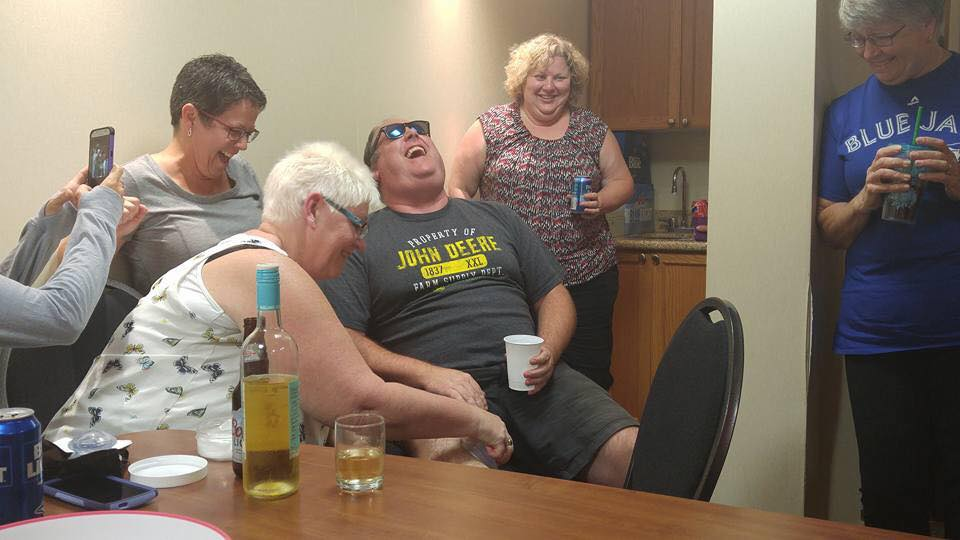 PROPERTY OF
JOHN DEERE
1837 XXL
FARM SUPPLY DEPT.
BLUE JA